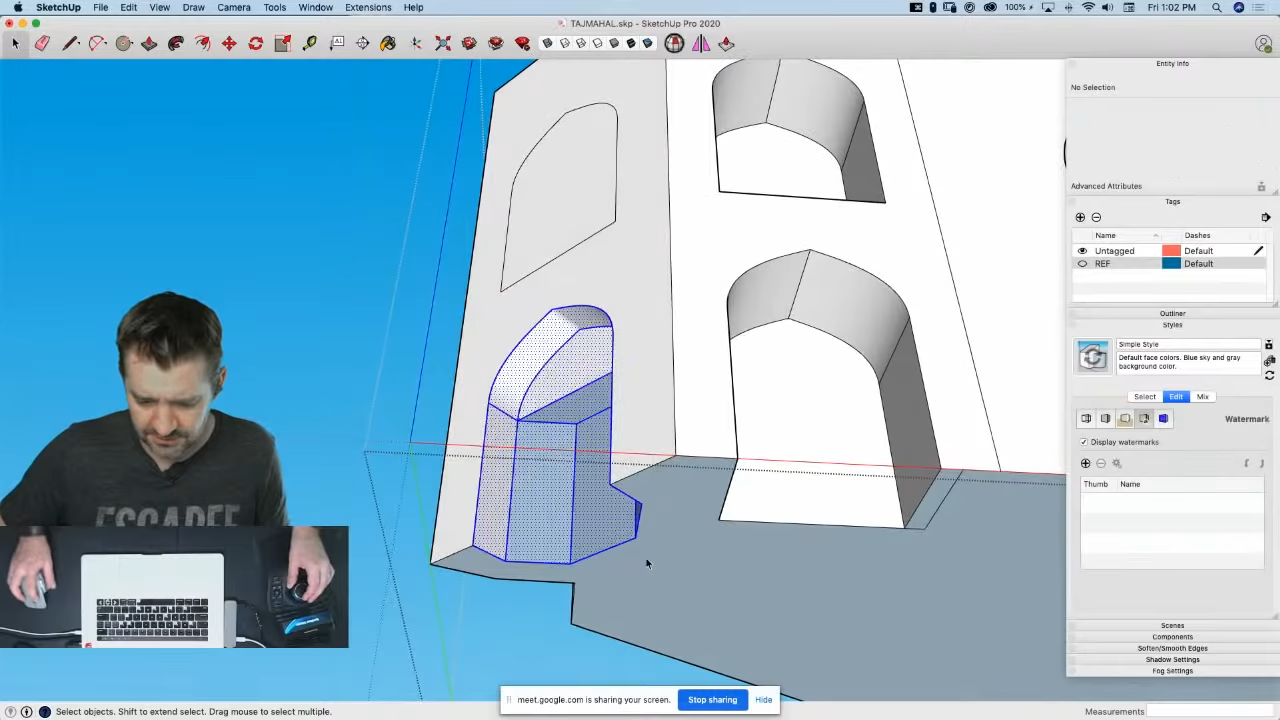 SketchUp File Edit View Draw Camera Tools Window Extensions Help
100% Fri 1:02 PM
TAJMAHAL.skp - SketchUp Pro 2020
Entity Info
No Selection
Advanced Attributes
Tags
Name Dashes
Untagged Default
REF Default
Outliner
Styles
Simple Style
Default face colors. Blue sky and gray
background color.
Select Edit Mix
Watermark
Display watermarks
Thumb Name
Scenes
Components
Soften/Smooth Edges
Shadow Settings
Fog Settings
ESCAPEE
meet.google.com is sharing your screen. Stop sharing Hide
Select objects. Shift to extend select. Drag mouse to select multiple.
Measurements